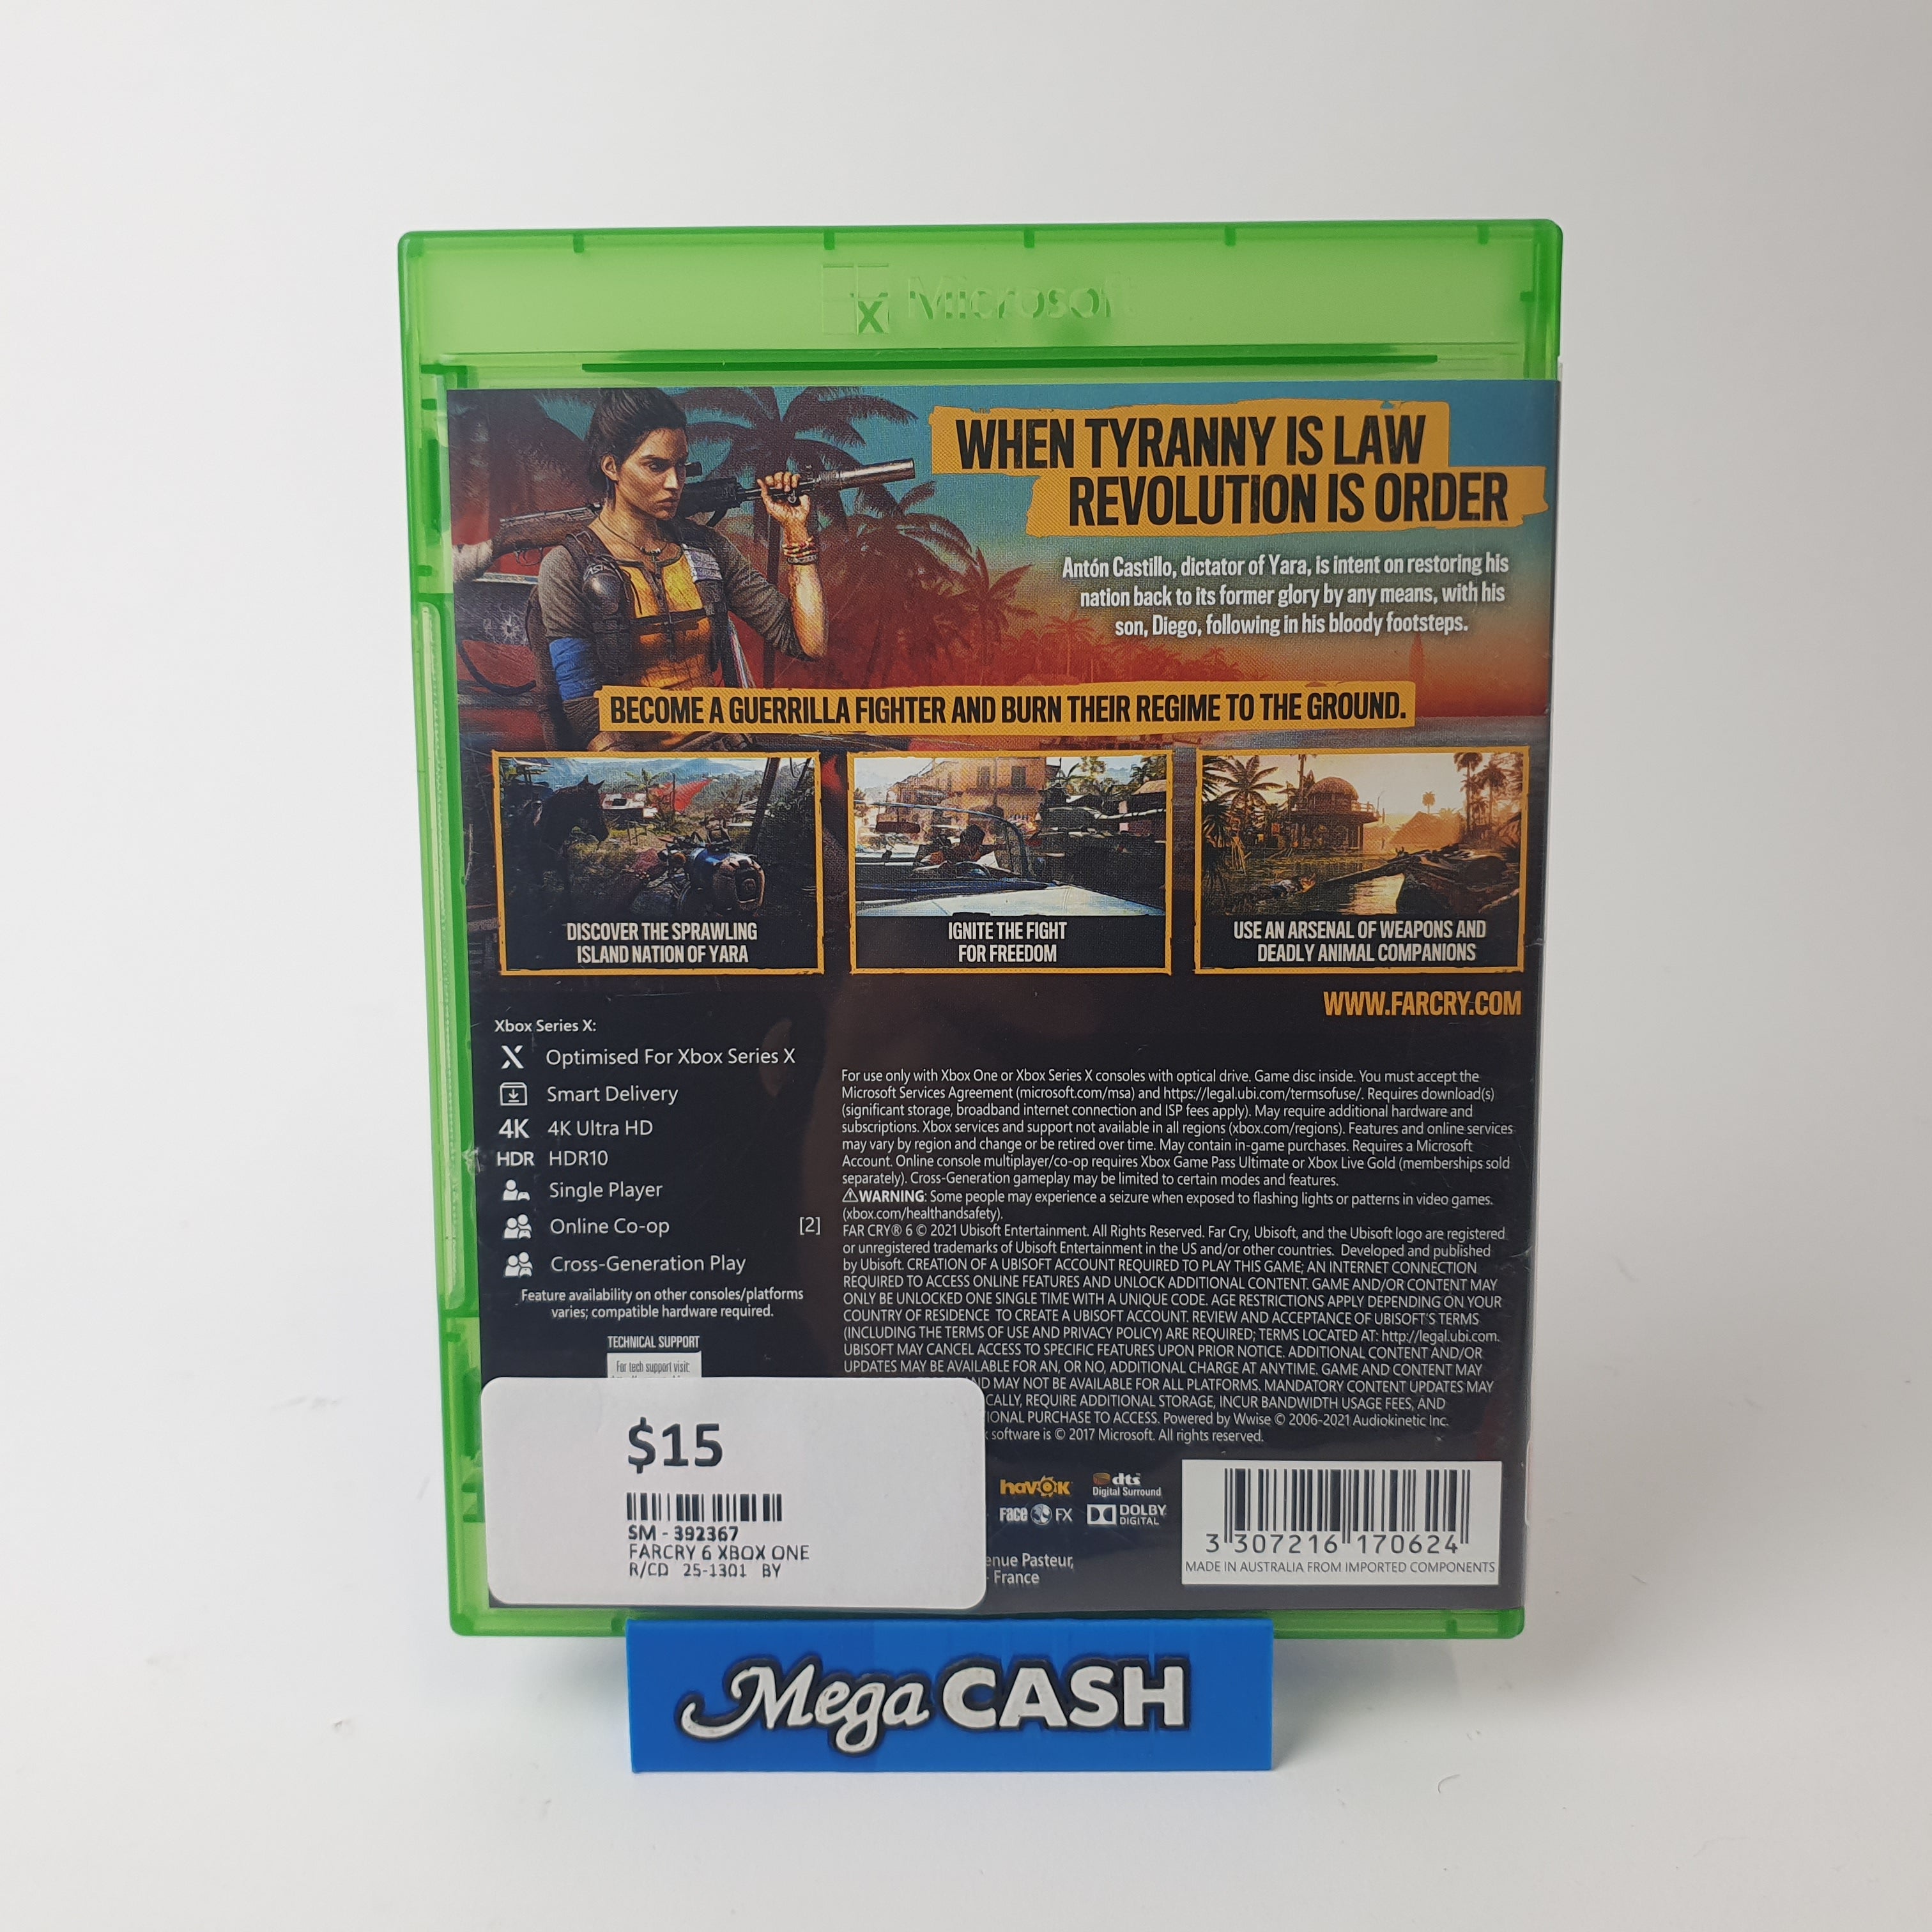 Microsoft
WHEN TYRANNY IS LAW
REVOLUTION IS ORDER
Antón Castillo, dictator of Yara, is intent on restoring his
nation back to its former glory by any means, with his
son, Diego, following in his bloody footsteps.
BECOME A GUERRILLA FIGHTER AND BURN THEIR REGIME TO THE GROUND.
DISCOVER THE SPRAWLING
ISLAND NATION OF YARA
IGNITE THE FIGHT
FOR FREEDOM
USE AN ARSENAL OF WEAPONS AND
DEADLY ANIMAL COMPANIONS
WWW.FARCRY.COM
Xbox Series X:
Optimised For Xbox Series X
Smart Delivery
4K 4K Ultra HD
HDR HDR10
Single Player
Online Co-op [2]
Cross-Generation Play
Feature availability on other consoles/platforms
varies; compatible hardware required.
TECHNICAL SUPPORT
For tech support visit:
For use only with Xbox One or Xbox Series X consoles with optical drive. Game disc inside. You must accept the
Microsoft Services Agreement (microsoft.com/msa) and https://legal.ubi.com/termsofuse/. Requires download(s)
(significant storage, broadband internet connection and ISP fees apply). May require additional hardware and
subscriptions. Xbox services and support not available in all regions (xbox.com/regions). Features and online services
may vary by region and change or be retired over time. May contain in-game purchases. Requires a Microsoft
Account. Online console multiplayer/co-op requires Xbox Game Pass Ultimate or Xbox Live Gold (memberships sold
separately). Cross-Generation gameplay may be limited to certain modes and features.
⚠WARNING: Some people may experience a seizure when exposed to flashing lights or patterns in video games.
(xbox.com/healthandsafety).
FAR CRY® 6 © 2021 Ubisoft Entertainment. All Rights Reserved. Far Cry, Ubisoft, and the Ubisoft logo are registered
or unregistered trademarks of Ubisoft Entertainment in the US and/or other countries. Developed and published
by Ubisoft. CREATION OF A UBISOFT ACCOUNT REQUIRED TO PLAY THIS GAME; AN INTERNET CONNECTION
REQUIRED TO ACCESS ONLINE FEATURES AND UNLOCK ADDITIONAL CONTENT. GAME AND/OR CONTENT MAY
ONLY BE UNLOCKED ONE SINGLE TIME WITH A UNIQUE CODE. AGE RESTRICTIONS APPLY DEPENDING ON YOUR
COUNTRY OF RESIDENCE TO CREATE A UBISOFT ACCOUNT. REVIEW AND ACCEPTANCE OF UBISOFT'S TERMS
(INCLUDING THE TERMS OF USE AND PRIVACY POLICY) ARE REQUIRED; TERMS LOCATED AT: http://legal.ubi.com.
UBISOFT MAY CANCEL ACCESS TO SPECIFIC FEATURES UPON PRIOR NOTICE. ADDITIONAL CONTENT AND/OR
UPDATES MAY BE AVAILABLE FOR AN, OR NO, ADDITIONAL CHARGE AT ANYTIME. GAME AND CONTENT MAY
ND MAY NOT BE AVAILABLE FOR ALL PLATFORMS. MANDATORY CONTENT UPDATES MAY
CALLY, REQUIRE ADDITIONAL STORAGE, INCUR BANDWIDTH USAGE FEES, AND
IONAL PURCHASE TO ACCESS. Powered by Wwise © 2006-2021 Audiokinetic Inc.
software is © 2017 Microsoft. All rights reserved.
$15
SM - 392367
FARCRY 6 XBOX ONE
R/CD 25-1301 BY
havok
dts
Digital Surround
FACE FX
DOLBY
DIGITAL
enue Pasteur,
- France
3 307216 170624
MADE IN AUSTRALIA FROM IMPORTED COMPONENTS
Mega CASH